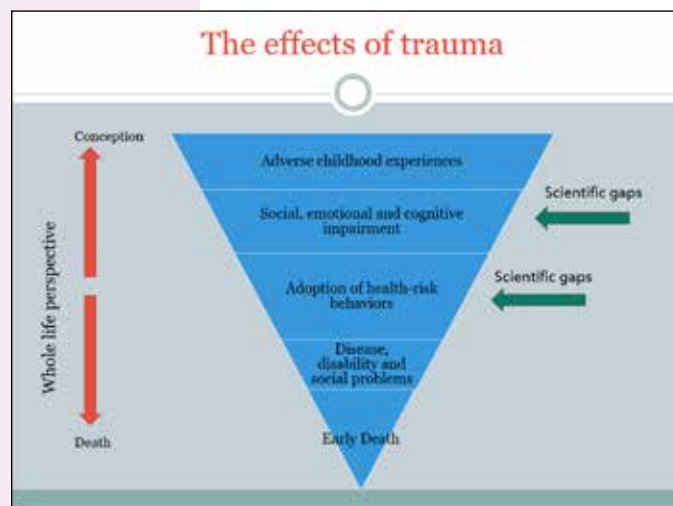 The effects of trauma
Conception
Adverse childhood experiences
Scientific gaps
Social, emotional and cognitive
impairment
Scientific gaps
Whole life perspective
Adoption of health-risk
behaviors
Disease,
disability and
social problems
Early Death
Death